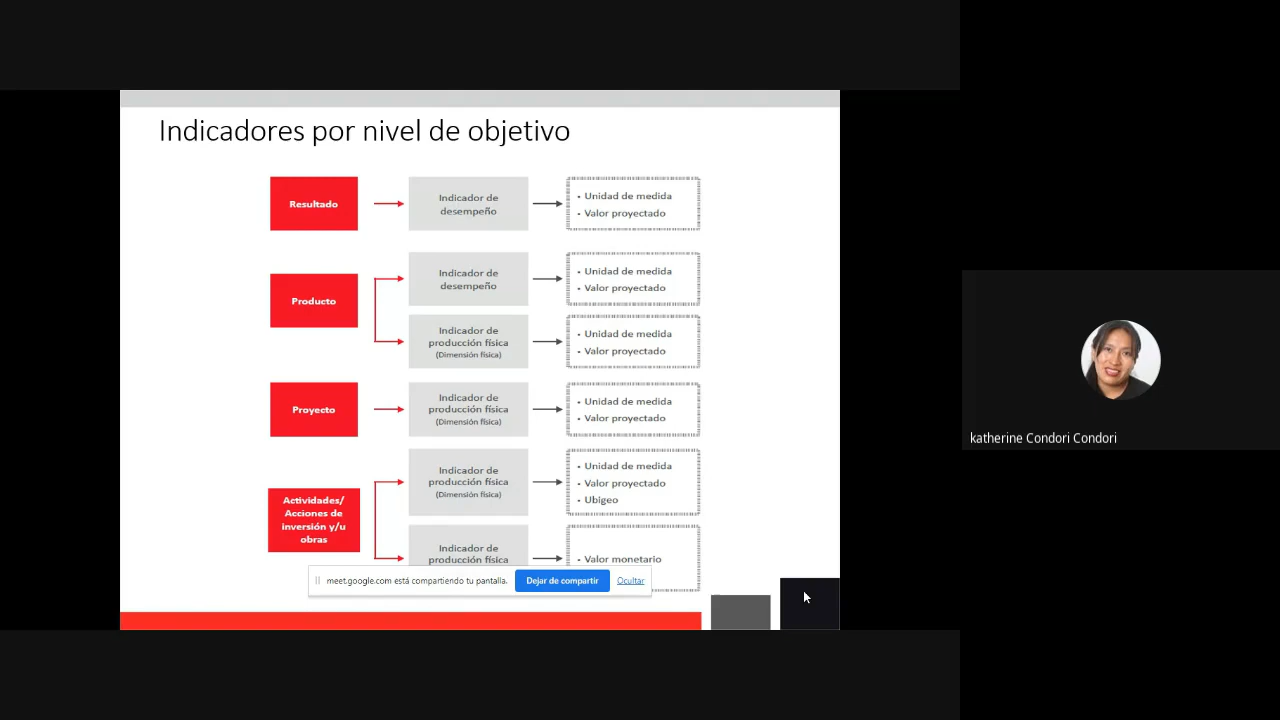 Indicadores por nivel de objetivo
Resultado
Indicador de
desempeño
• Unidad de medida
• Valor proyectado
Producto
Indicador de
desempeño
• Unidad de medida
• Valor proyectado
Indicador de
producción física
(Dimensión física)
• Unidad de medida
• Valor proyectado
Proyecto
Indicador de
producción física
(Dimensión física)
• Unidad de medida
• Valor proyectado
Actividades/
Acciones de
inversión y/u
obras
Indicador de
producción física
(Dimensión física)
• Unidad de medida
• Valor proyectado
• Ubigeo
Indicador de
producción física
• Valor monetario
meet.google.com está compartiendo tu pantalla.
Dejar de compartir
Ocultar
katherine Condori Condori